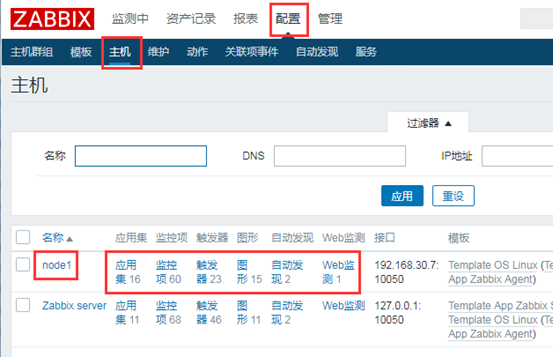 ZABBIX 监测中 资产记录 报表 配置 管理
主机群组 模板 主机 维护 动作 关联项事件 自动发现 服务
主机
过滤器 ▲
名称 DNS IP地址
应用 重设
名称▲ 应用集 监控项 触发器 图形 自动发现 Web监测 接口 模板
node1 应用集 16 监控项 60 触发器 23 图形 15 自动发现 2 Web监测 1 192.168.30.7: 10050 Template OS Linux (Te
App Zabbix Agent)
Zabbix server 应用集 11 监控项 68 触发器 46 图形 11 自动发现 2 Web监测 127.0.0.1: 10050 Template App Zabbix S
Template OS Linux (Te
App Zabbix Agent)